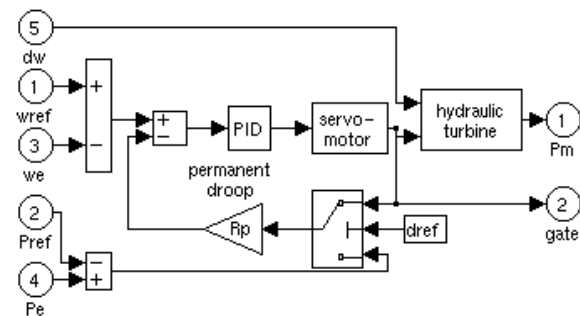 5
dw
1
wref
3
we
2
Pref
4
Pe
+
−
+
−
−
+
PID
servo-
motor
hydraulic
turbine
1
Pm
permanent
droop
Rp
dref
2
gate